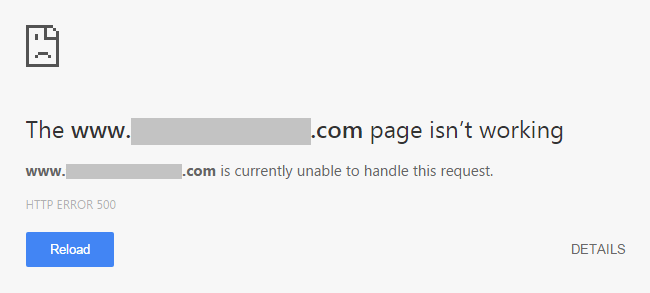 The www. .com page isn’t working
www. .com is currently unable to handle this request.
HTTP ERROR 500
Reload
DETAILS